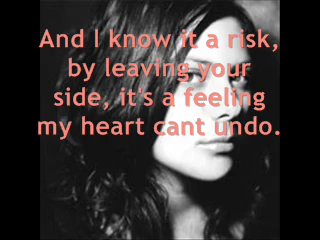 And I know it a risk,
by leaving your
side, it's a feeling
my heart cant undo.